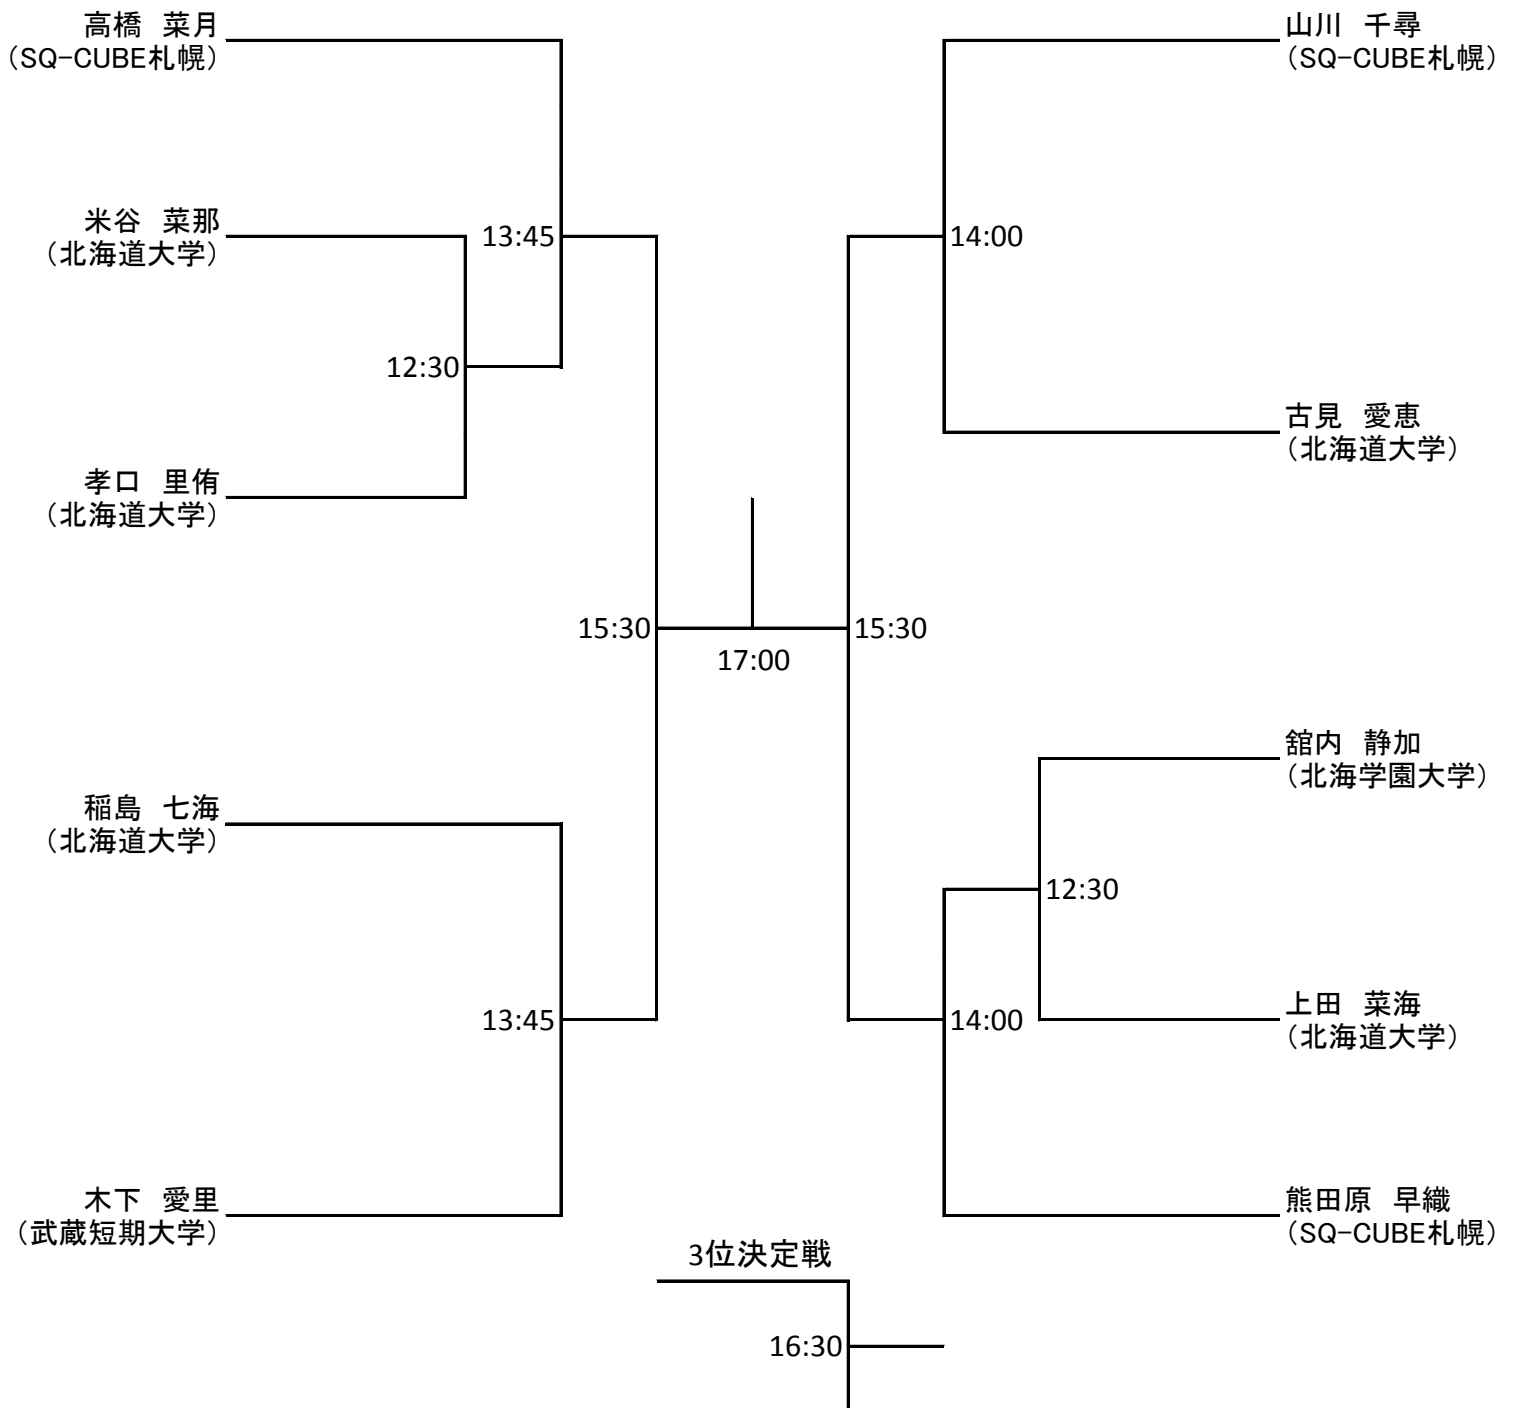 高橋　菜月
（SQ-CUBE札幌）
米谷　菜那
（北海道大学）
13:45
12:30
孝口　里侑
（北海道大学）
15:30
稲島　七海
（北海道大学）
13:45
木下　愛里
（武蔵短期大学）
17:00
山川　千尋
（SQ-CUBE札幌）
14:00
古見　愛恵
（北海道大学）
15:30
舘内　静加
（北海学園大学）
12:30
上田　菜海
（北海道大学）
14:00
熊田原　早織
（SQ-CUBE札幌）
3位決定戦
16:30